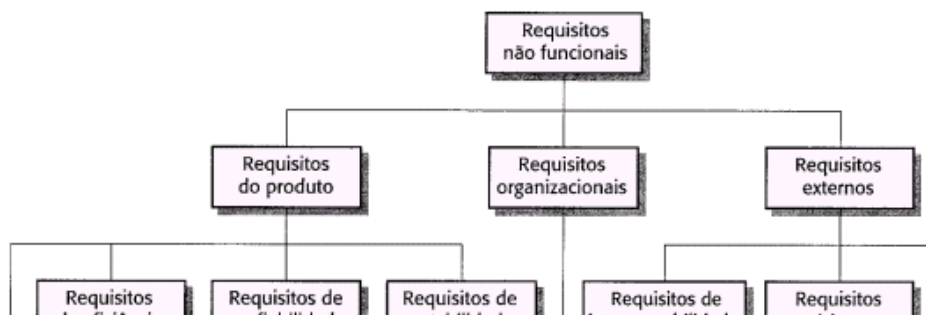 Requisitos
não funcionais
Requisitos
do produto
Requisitos
organizacionais
Requisitos
externos
Requisitos
Requisitos de
Requisitos de
Requisitos de
Requisitos